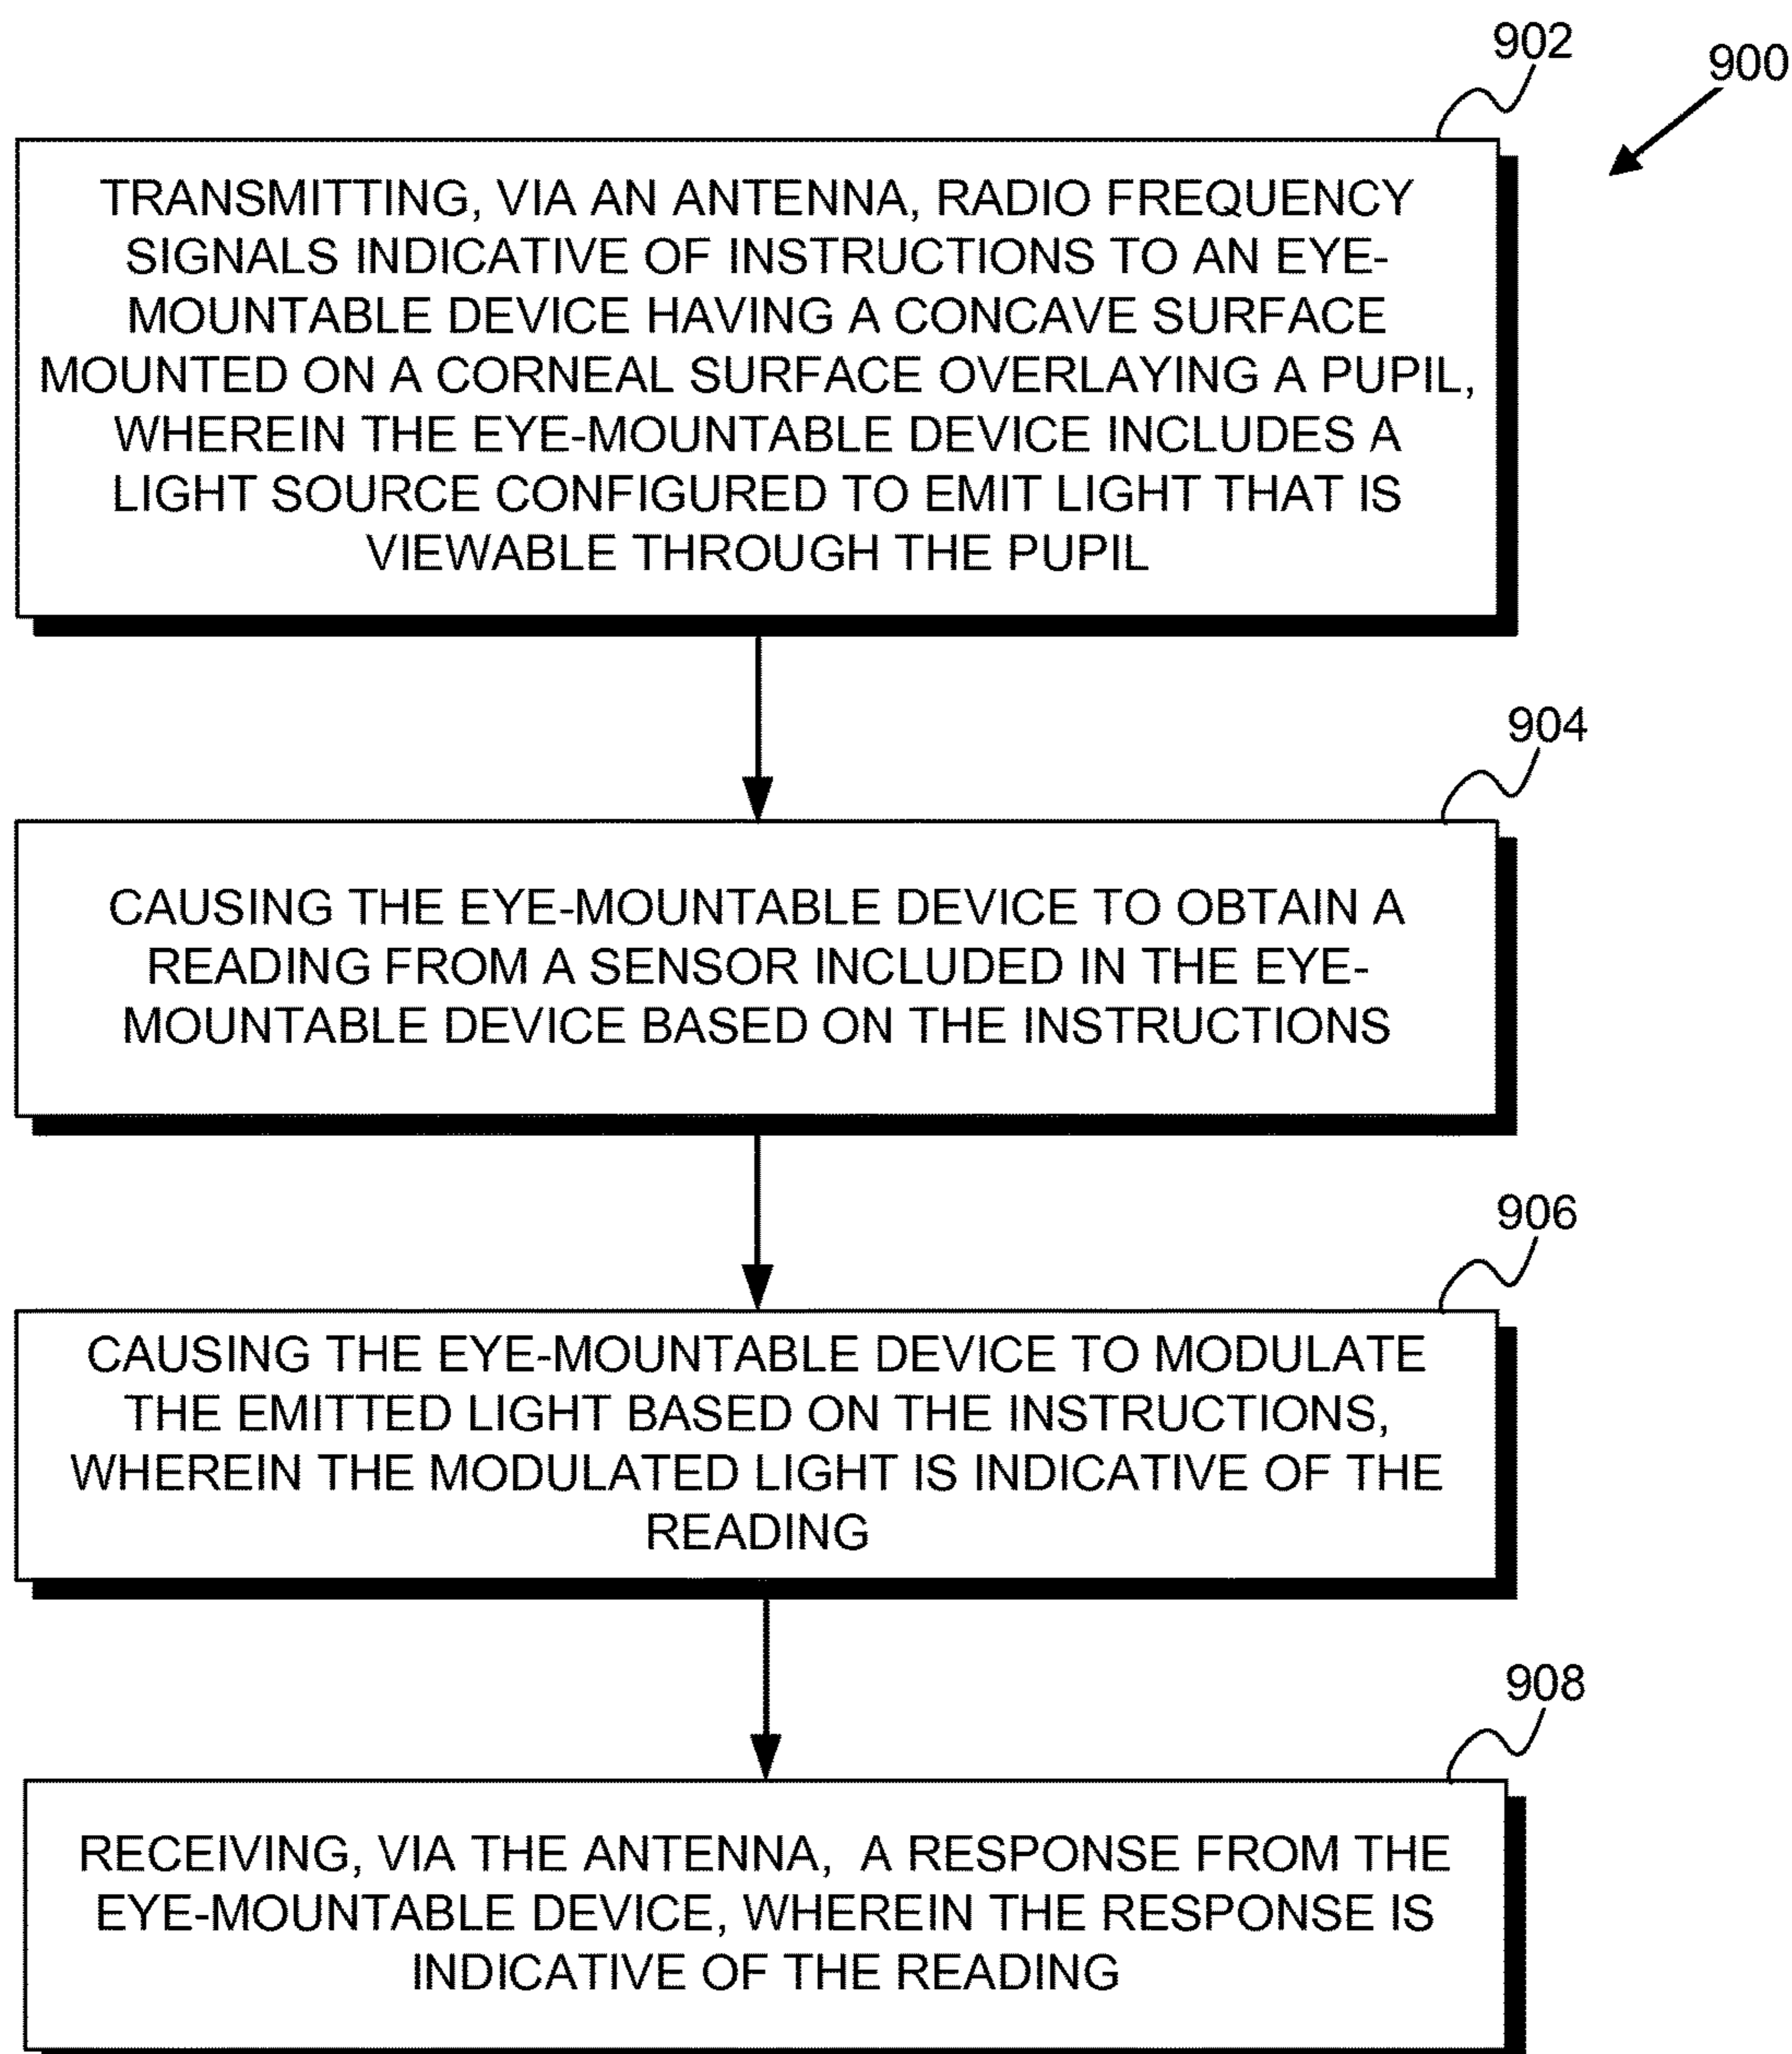 902
900
TRANSMITTING, VIA AN ANTENNA, RADIO FREQUENCY
SIGNALS INDICATIVE OF INSTRUCTIONS TO AN EYE-
MOUNTABLE DEVICE HAVING A CONCAVE SURFACE
MOUNTED ON A CORNEAL SURFACE OVERLAYING A PUPIL,
WHEREIN THE EYE-MOUNTABLE DEVICE INCLUDES A
LIGHT SOURCE CONFIGURED TO EMIT LIGHT THAT IS
VIEWABLE THROUGH THE PUPIL
904
CAUSING THE EYE-MOUNTABLE DEVICE TO OBTAIN A
READING FROM A SENSOR INCLUDED IN THE EYE-
MOUNTABLE DEVICE BASED ON THE INSTRUCTIONS
906
CAUSING THE EYE-MOUNTABLE DEVICE TO MODULATE
THE EMITTED LIGHT BASED ON THE INSTRUCTIONS,
WHEREIN THE MODULATED LIGHT IS INDICATIVE OF THE
READING
908
RECEIVING, VIA THE ANTENNA, A RESPONSE FROM THE
EYE-MOUNTABLE DEVICE, WHEREIN THE RESPONSE IS
INDICATIVE OF THE READING